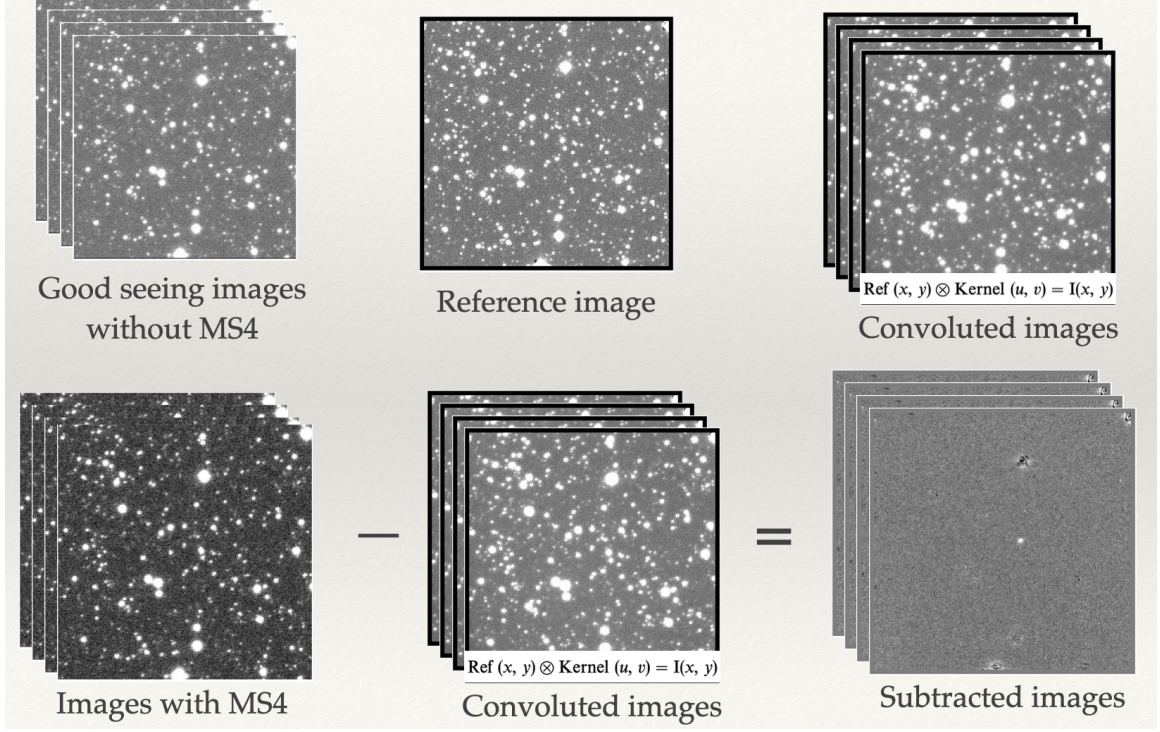 Good seeing images
without MS4
Reference image
Ref (x, y) ⊗ Kernel (u, v) = I(x, y)
Convoluted images
Images with MS4
—
Ref (x, y) ⊗ Kernel (u, v) = I(x, y)
Convoluted images
=
Subtracted images